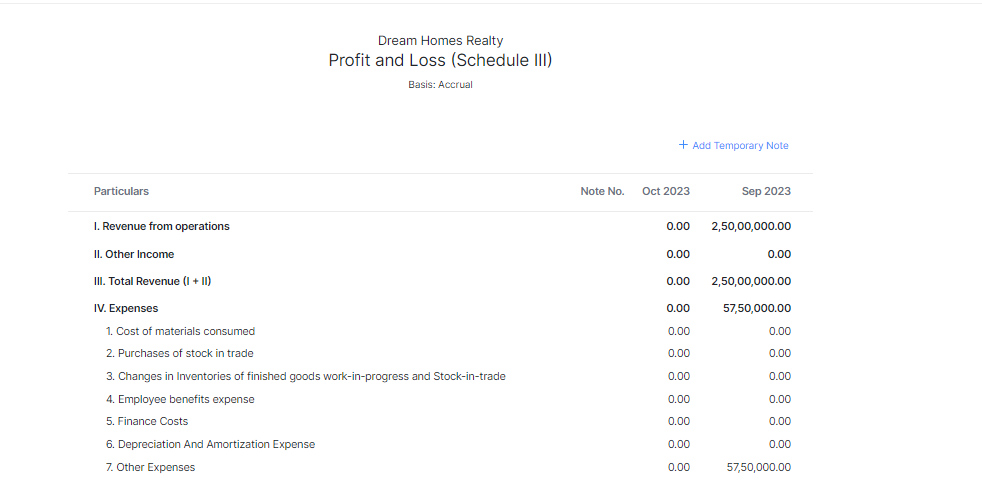 Dream Homes Realty
Profit and Loss (Schedule III)
Basis: Accrual
+ Add Temporary Note
Particulars Note No. Oct 2023 Sep 2023
I. Revenue from operations 0.00 2,50,00,000.00
II. Other Income 0.00 0.00
III. Total Revenue (I + II) 0.00 2,50,00,000.00
IV. Expenses 0.00 57,50,000.00
1. Cost of materials consumed 0.00 0.00
2. Purchases of stock in trade 0.00 0.00
3. Changes in Inventories of finished goods work-in-progress and Stock-in-trade 0.00 0.00
4. Employee benefits expense 0.00 0.00
5. Finance Costs 0.00 0.00
6. Depreciation And Amortization Expense 0.00 0.00
7. Other Expenses 0.00 57,50,000.00